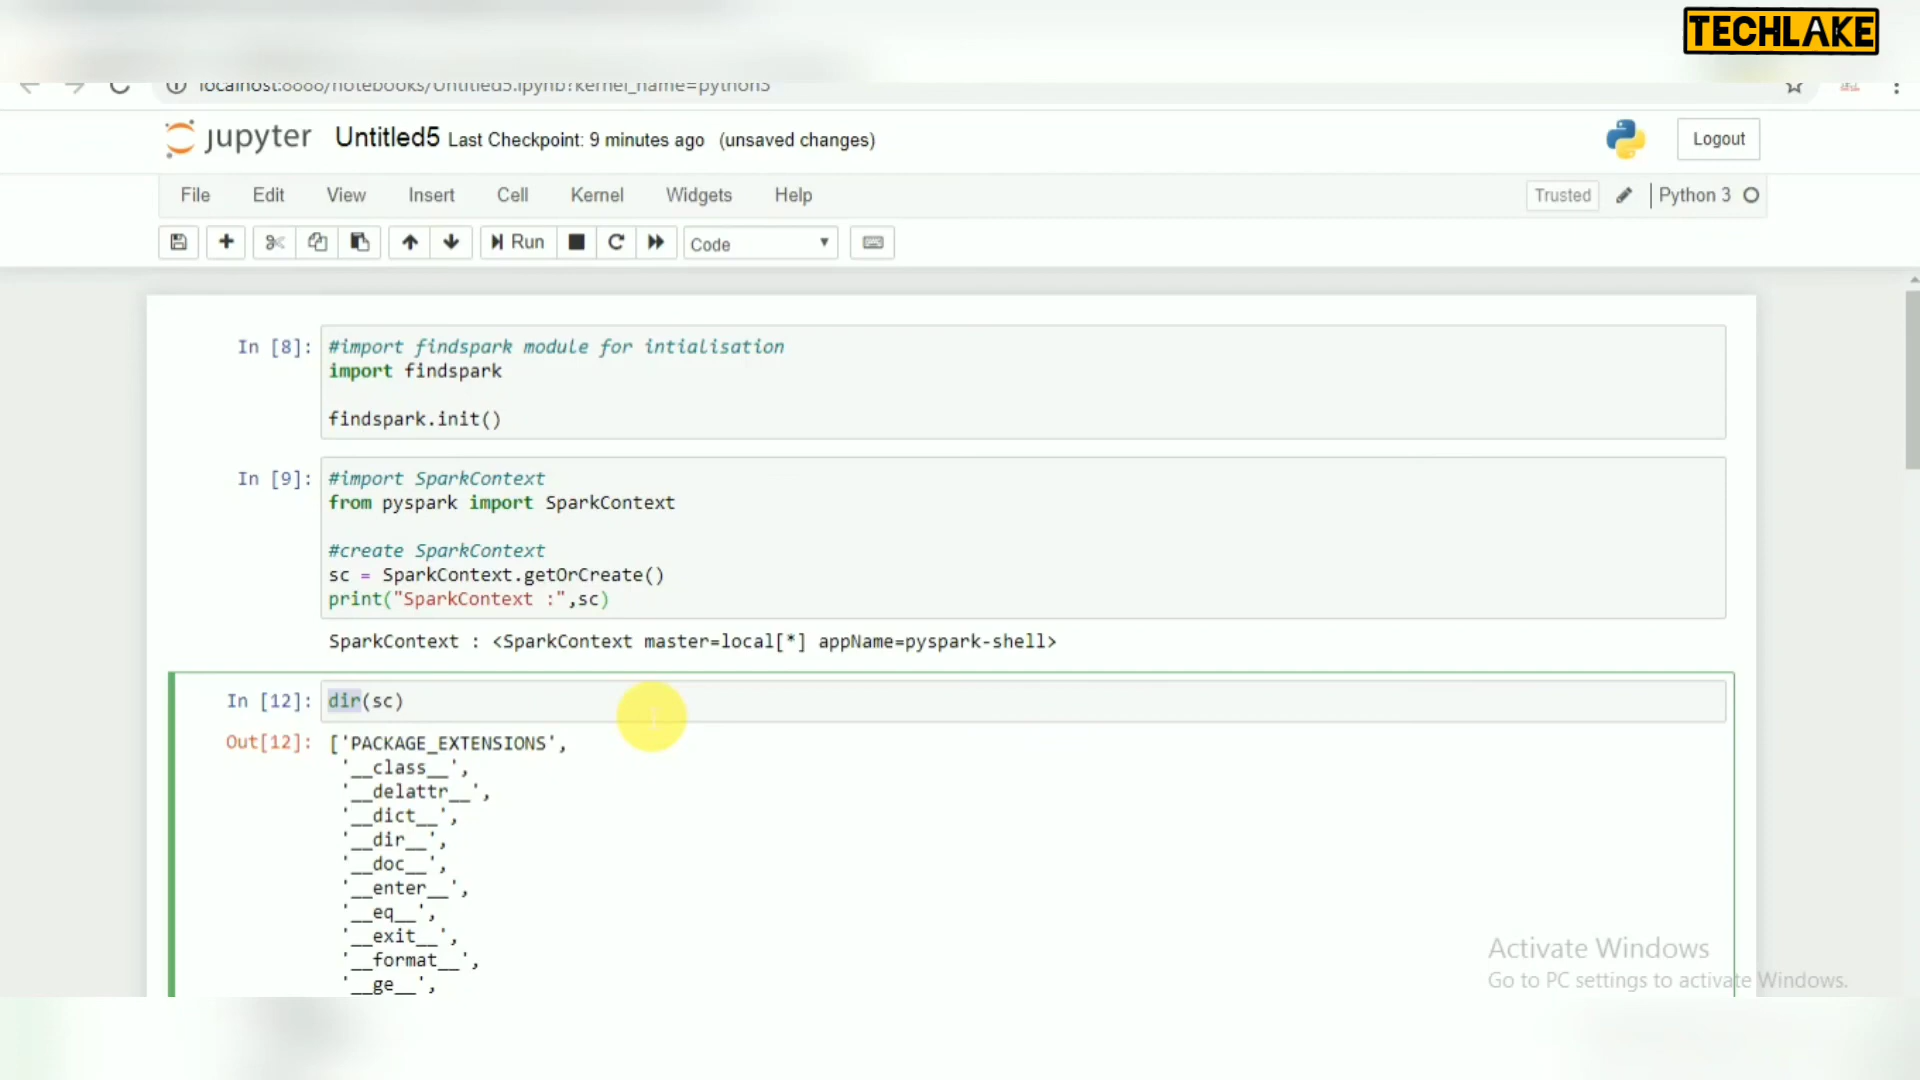 TECHLAKE
localhost:8888/notebooks/Untitled5.ipynb?kernel_name=python3
jupyter Untitled5 Last Checkpoint: 9 minutes ago (unsaved changes)
Logout
File Edit View Insert Cell Kernel Widgets Help
Trusted Python 3
Run Code
In [8]: #import findspark module for intialisation
import findspark
findspark.init()
In [9]: #import SparkContext
from pyspark import SparkContext
#create SparkContext
sc = SparkContext.getOrCreate()
print("SparkContext :",sc)
SparkContext : <SparkContext master=local[*] appName=pyspark-shell>
In [12]: dir(sc)
Out[12]: ['PACKAGE_EXTENSIONS',
'__class__',
'__delattr__',
'__dict__',
'__dir__',
'__doc__',
'__enter__',
'__eq__',
'__exit__',
'__format__',
'__ge__',
Activate Windows
Go to PC settings to activate Windows.